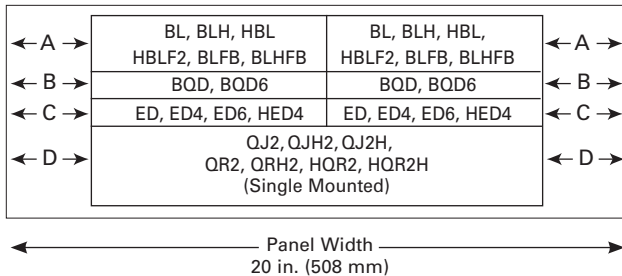 A BL, BLH, HBL BL, BLH, HBL, A
HBLF2, BLFB, BLHFB HBLF2, BLFB, BLHFB
B BQD, BQD6 BQD, BQD6 B
C ED, ED4, ED6, HED4 ED, ED4, ED6, HED4 C
D QJ2, QJH2, QJ2H, D
QR2, QRH2, HQR2, HQR2H
(Single Mounted)
Panel Width
20 in. (508 mm)